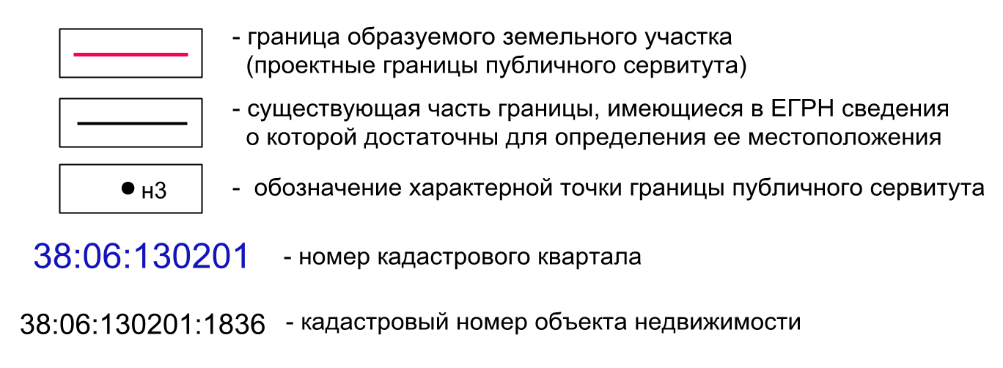 - граница образуемого земельного участка
(проектные границы публичного сервитута)
- существующая часть границы, имеющиеся в ЕГРН сведения
о которой достаточны для определения ее местоположения
н3 - обозначение характерной точки границы публичного сервитута
38:06:130201 - номер кадастрового квартала
38:06:130201:1836 - кадастровый номер объекта недвижимости